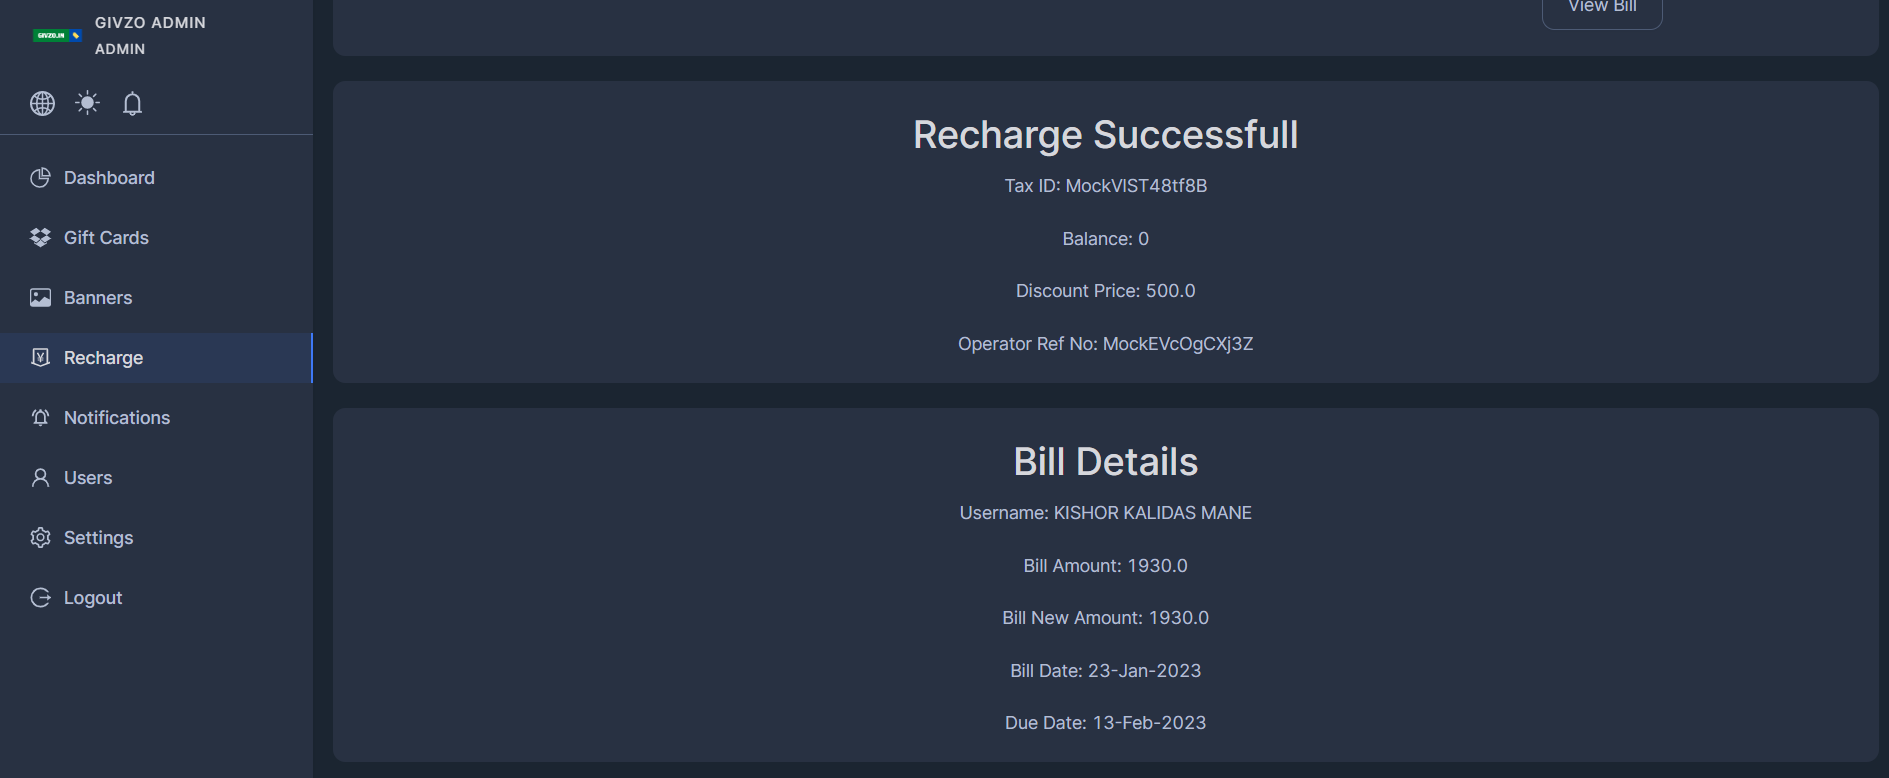 GIVZO.IN
GIVZO ADMIN
ADMIN
Dashboard
Gift Cards
Banners
Recharge
Notifications
Users
Settings
Logout
View Bill
Recharge Successfull
Tax ID: MockVIST48tf8B
Balance: 0
Discount Price: 500.0
Operator Ref No: MockEVcOgCXj3Z
Bill Details
Username: KISHOR KALIDAS MANE
Bill Amount: 1930.0
Bill New Amount: 1930.0
Bill Date: 23-Jan-2023
Due Date: 13-Feb-2023